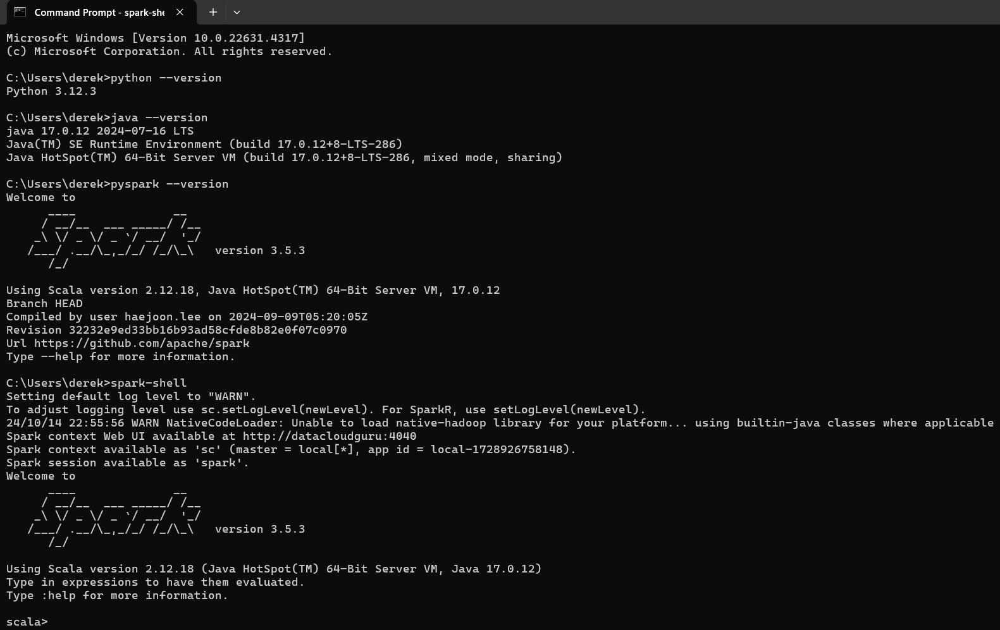 Command Prompt - spark-she
Microsoft Windows [Version 10.0.22631.4317]
(c) Microsoft Corporation. All rights reserved.
C:\Users\derek>python --version
Python 3.12.3
C:\Users\derek>java --version
java 17.0.12 2024-07-16 LTS
Java(TM) SE Runtime Environment (build 17.0.12+8-LTS-286)
Java HotSpot(TM) 64-Bit Server VM (build 17.0.12+8-LTS-286, mixed mode, sharing)
C:\Users\derek>pyspark --version
Welcome to
      ____              __
     / __/__  ___ _____/ /__
    _\ \/ _ \/ _ `/ __/  '_/
   /___/ .__/\_,_/_/ /_/\_\   version 3.5.3
      /_/
Using Scala version 2.12.18, Java HotSpot(TM) 64-Bit Server VM, 17.0.12
Branch HEAD
Compiled by user haejoon.lee on 2024-09-09T05:20:05Z
Revision 32232e9ed33bb16b93ad58cfde8b82e0f07c0970
Url https://github.com/apache/spark
Type --help for more information.
C:\Users\derek>spark-shell
Setting default log level to "WARN".
To adjust logging level use sc.setLogLevel(newLevel). For SparkR, use setLogLevel(newLevel).
24/10/14 22:55:56 WARN NativeCodeLoader: Unable to load native-hadoop library for your platform... using builtin-java classes where applicable
Spark context Web UI available at http://datacloudguru:4040
Spark context available as 'sc' (master = local[*], app id = local-1728926758148).
Spark session available as 'spark'.
Welcome to
      ____              __
     / __/__  ___ _____/ /__
    _\ \/ _ \/ _ `/ __/  '_/
   /___/ .__/\_,_/_/ /_/\_\   version 3.5.3
      /_/
Using Scala version 2.12.18 (Java HotSpot(TM) 64-Bit Server VM, Java 17.0.12)
Type in expressions to have them evaluated.
Type :help for more information.
scala>